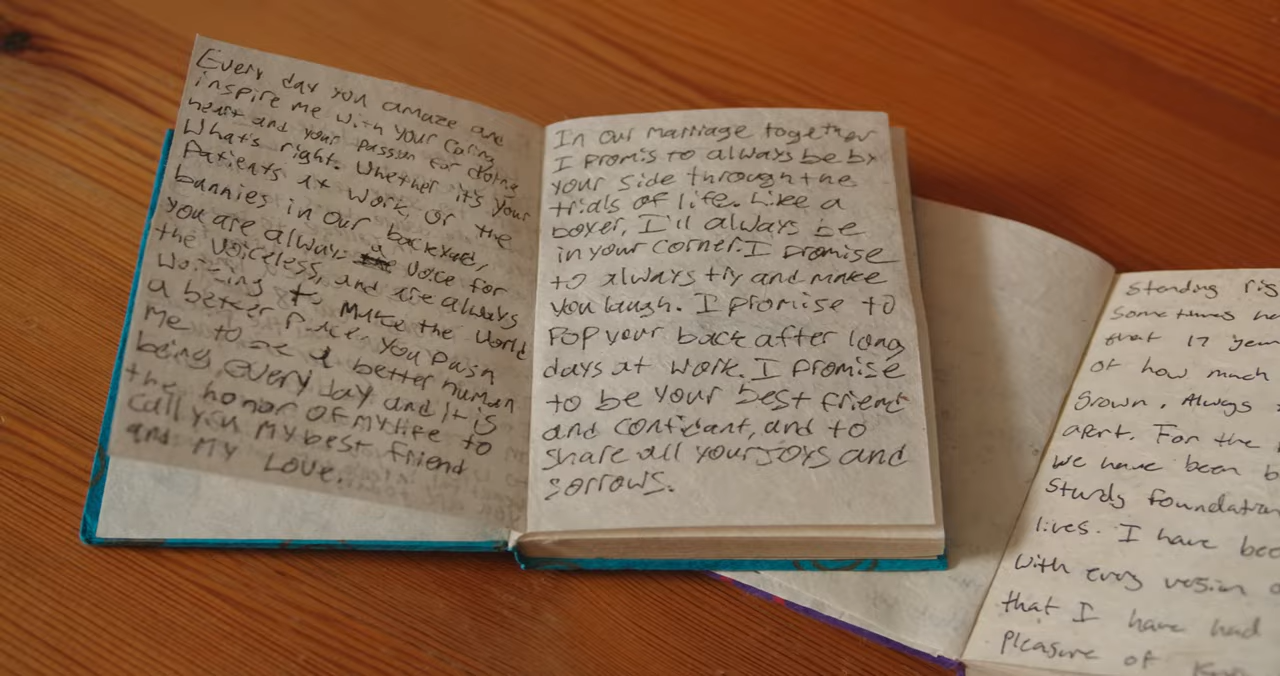 Every day you amaze and
inspire me with your caring
heart and your passion for doing
What's right. Whether it's your
Patients at work, or the
bunnies in our backyard,
you are always a voice for
the voiceless, and are always
working to make the world
a better place. You push
me to be a better human
being every day and it is
the honor of my life to
call you my best friend
and my Love.
In our marriage together
I promis to always be by
your side through the
trials of life. Like a
boxer, I'll always be
in your corner. I promise
to always try and make
you laugh. I promise to
Pop your back after long
days at work. I promise
to be your best friend
and confidant, and to
share all your joys and
sorrows.
Standing rig
Sometimes
that 17 year
of how much
Grown. Always
apart. For the
we have been b
Sturdy foundation
lives. I have bee
With every version o
that I have had
Pleasure of